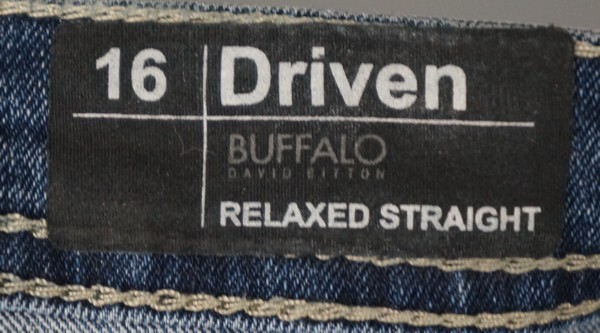 16 Driven
BUFFALO
DAVID BITTON
RELAXED STRAIGHT